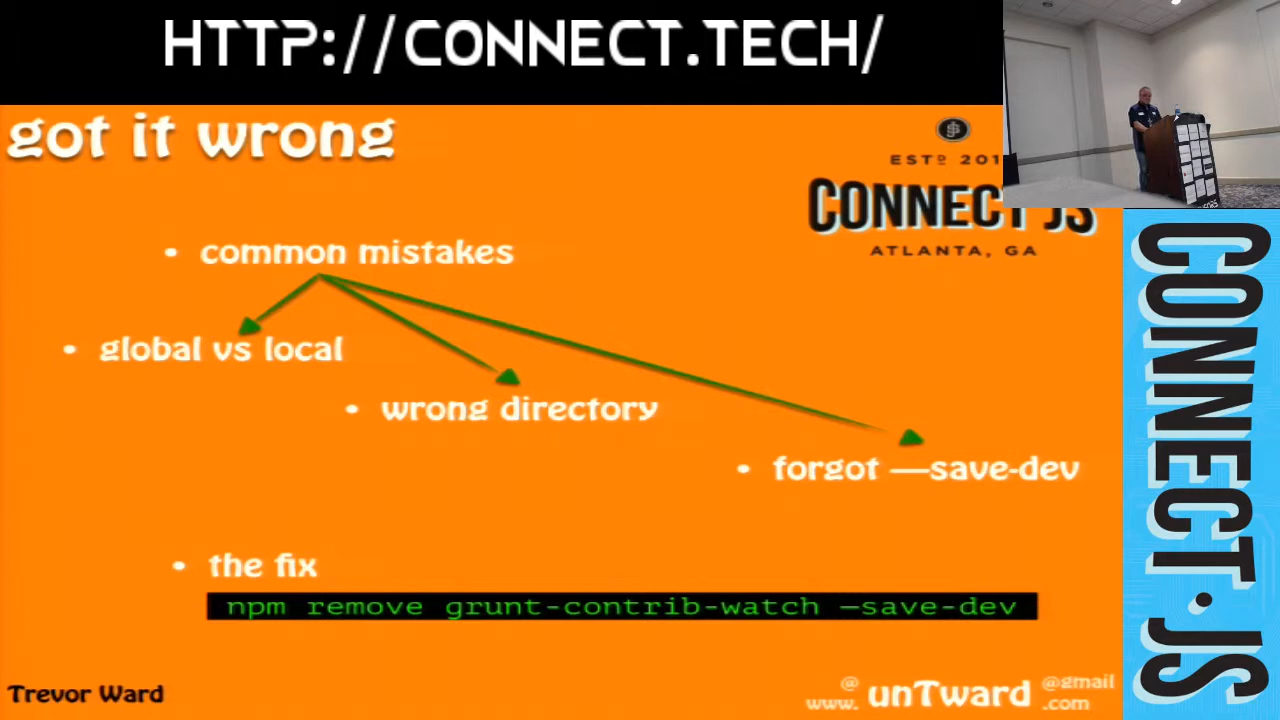 HTTP://CONNECT.TECH/
got it wrong
ESTD 201
CONNECT JS
ATLANTA, GA
• common mistakes
• global vs local
• wrong directory
• forgot —save-dev
• the fix
npm remove grunt-contrib-watch —save-dev
Trevor Ward
@ unTward @gmail
www. .com
CONNECT.JS